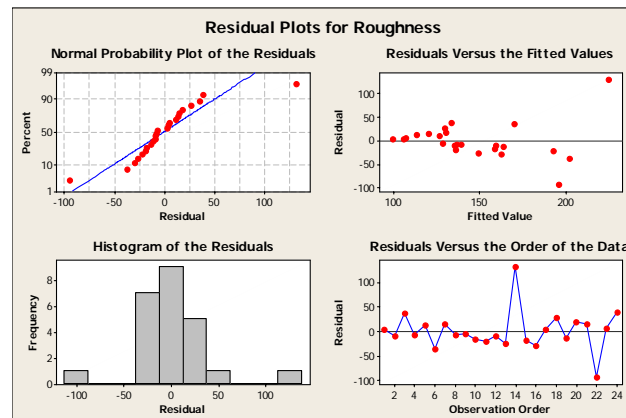 Residual Plots for Roughness
Normal Probability Plot of the Residuals
99
90
50
10
1
Percent
-100 -50 0 50 100
Residual
Residuals Versus the Fitted Values
100
50
0
-50
-100
Residual
100 150 200
Fitted Value
Histogram of the Residuals
8
6
4
2
0
Frequency
-100 -50 0 50 100
Residual
Residuals Versus the Order of the Data
100
50
0
-50
-100
Residual
2 4 6 8 10 12 14 16 18 20 22 24
Observation Order